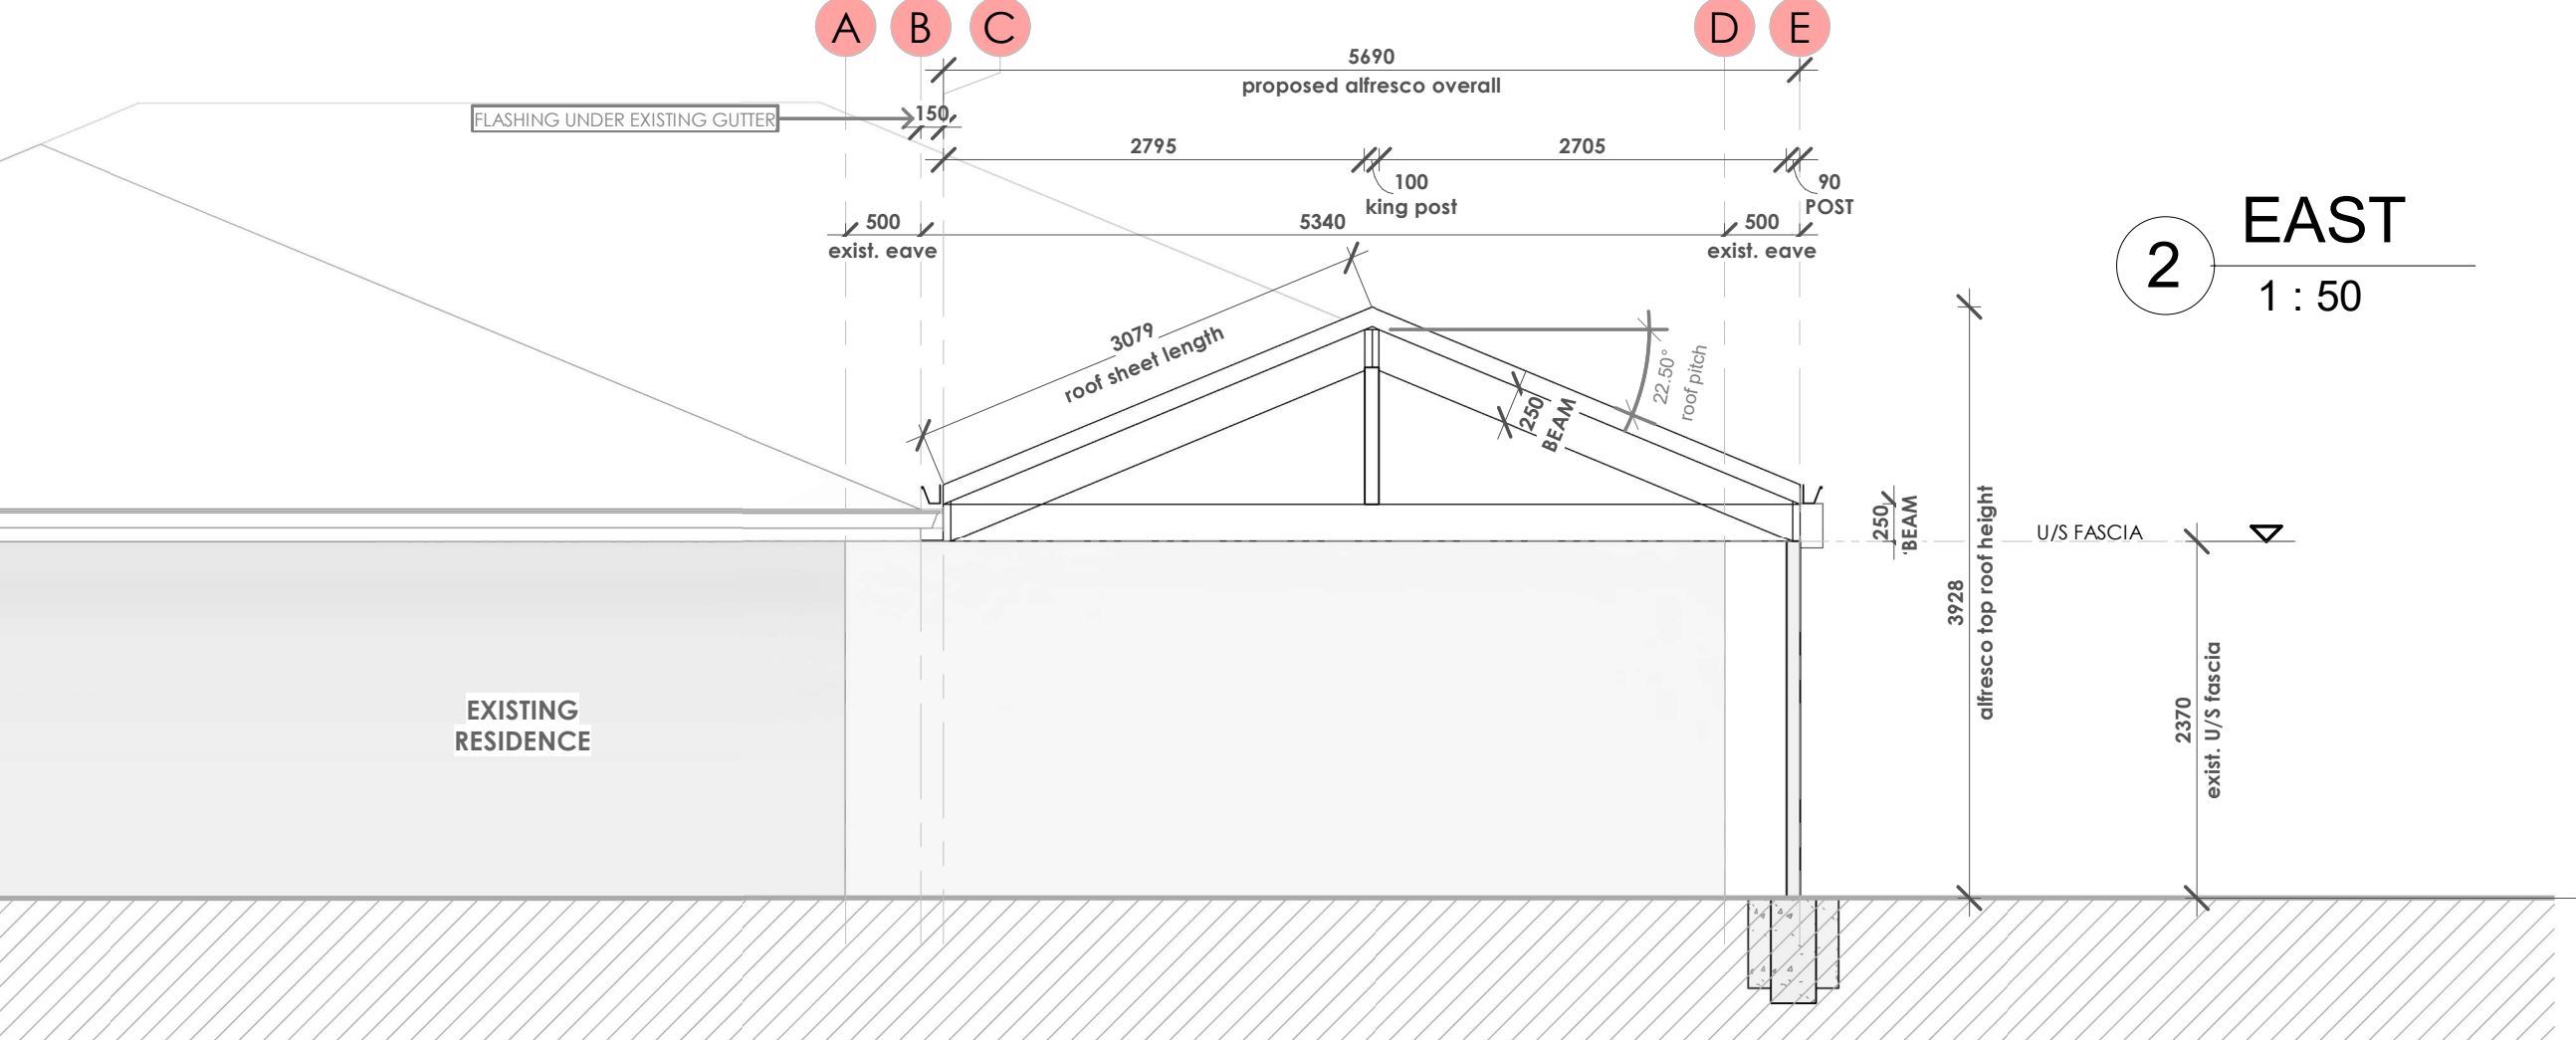 A B C D E
5690
proposed alfresco overall
FLASHING UNDER EXISTING GUTTER
150
2795
2705
100
king post
90
POST
500
exist. eave
5340
500
exist. eave
3079
roof sheet length
22.50°
roof pitch
250
BEAM
2
EAST
1 : 50
250
BEAM
3928
alfresco top roof height
U/S FASCIA
2370
exist. U/S fascia
EXISTING
RESIDENCE